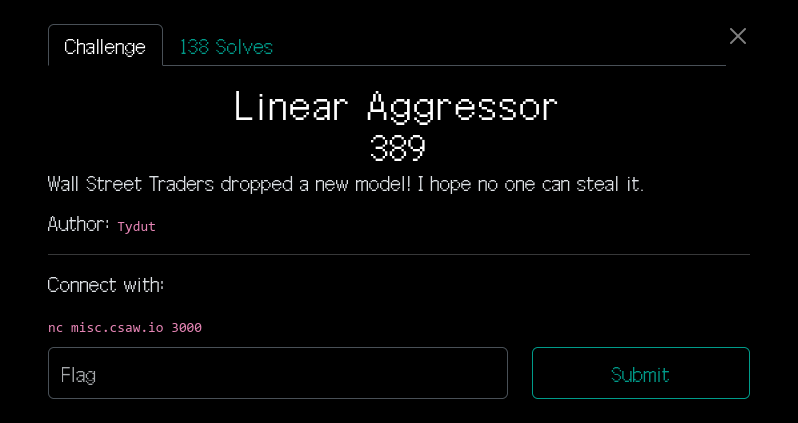 Challenge
138 Solves
Linear Aggressor
389
Wall Street Traders dropped a new model! I hope no one can steal it.
Author: Tydut
Connect with:
nc misc.csaw.io 3000
Flag
Submit